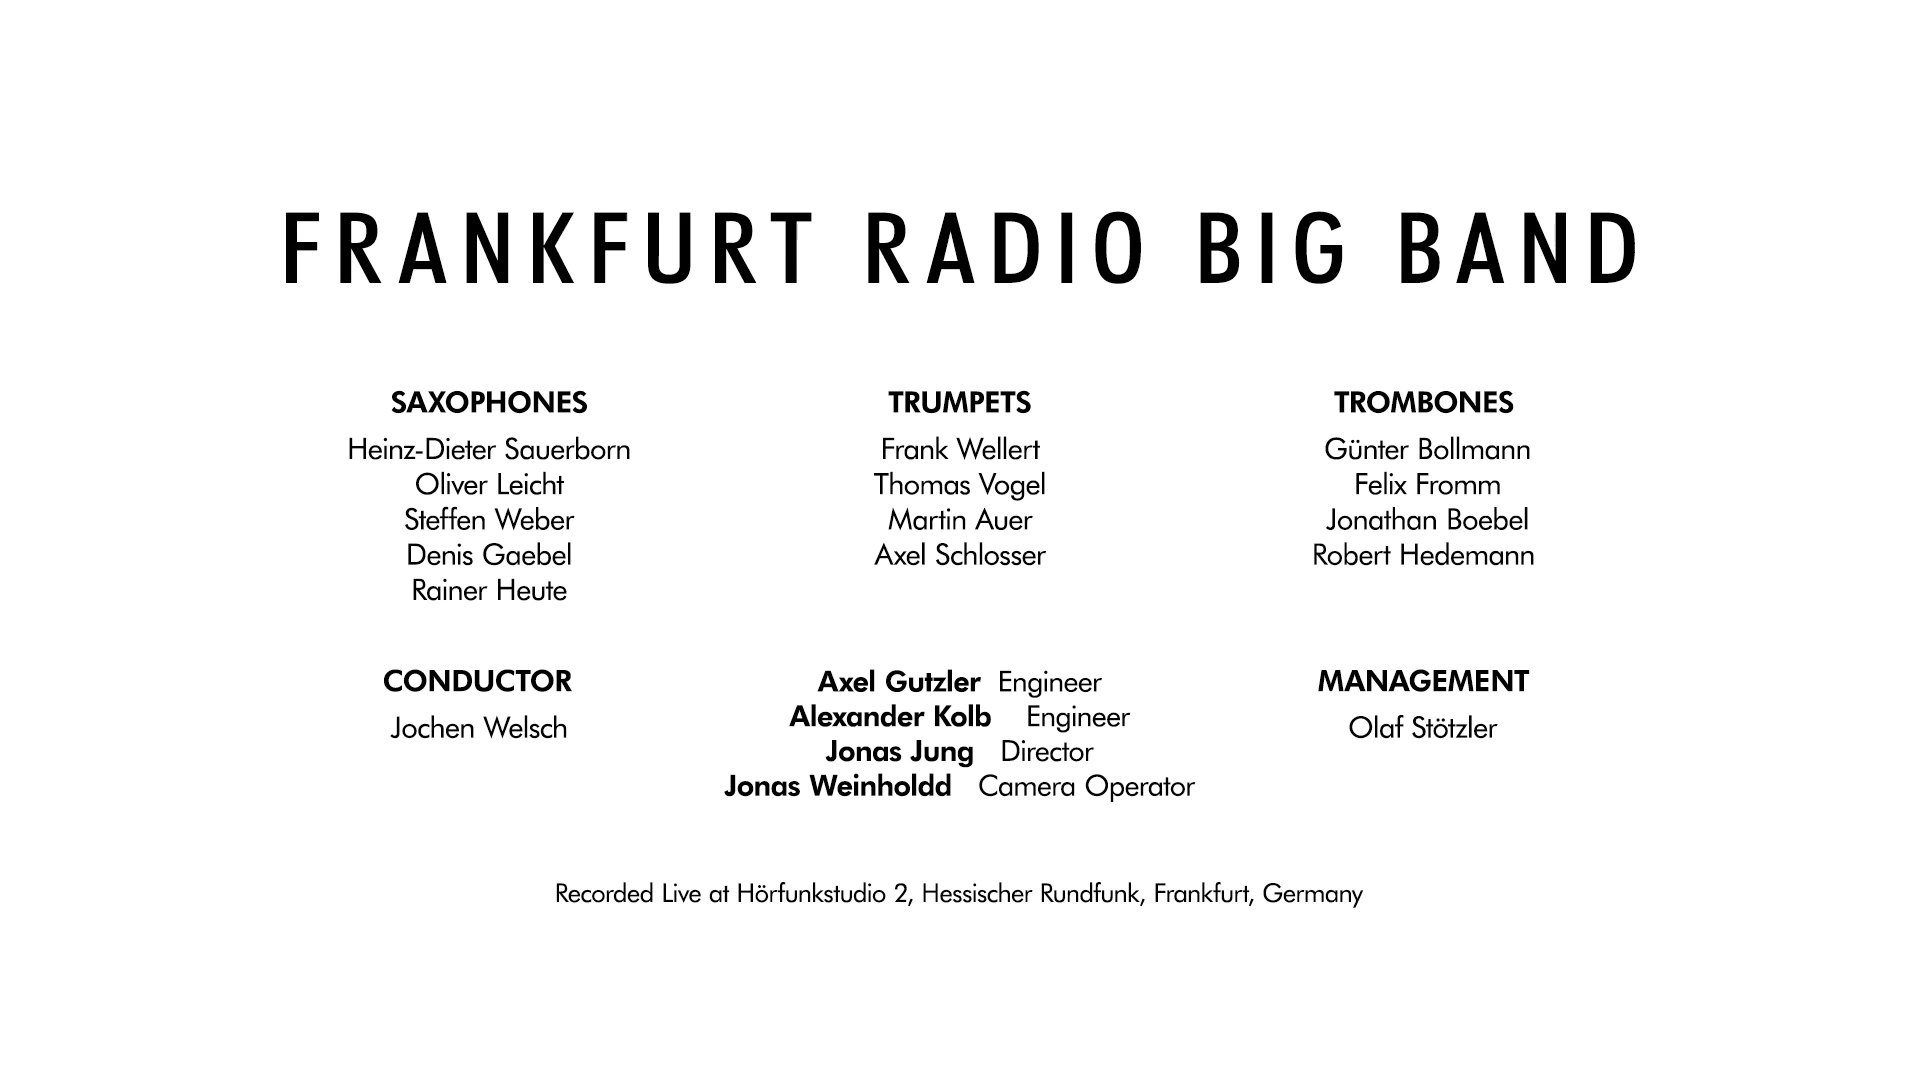 FRANKFURT RADIO BIG BAND
SAXOPHONES
Heinz-Dieter Sauerborn
Oliver Leicht
Steffen Weber
Denis Gaebel
Rainer Heute
TRUMPETS
Frank Wellert
Thomas Vogel
Martin Auer
Axel Schlosser
TROMBONES
Günter Bollmann
Felix Fromm
Jonathan Boebel
Robert Hedemann
CONDUCTOR
Jochen Welsch
Axel Gutzler Engineer
Alexander Kolb Engineer
Jonas Jung Director
Jonas Weinholdd Camera Operator
MANAGEMENT
Olaf Stötzler
Recorded Live at Hörfunkstudio 2, Hessischer Rundfunk, Frankfurt, Germany